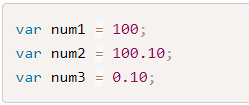 var num1 = 100;
var num2 = 100.10;
var num3 = 0.10;